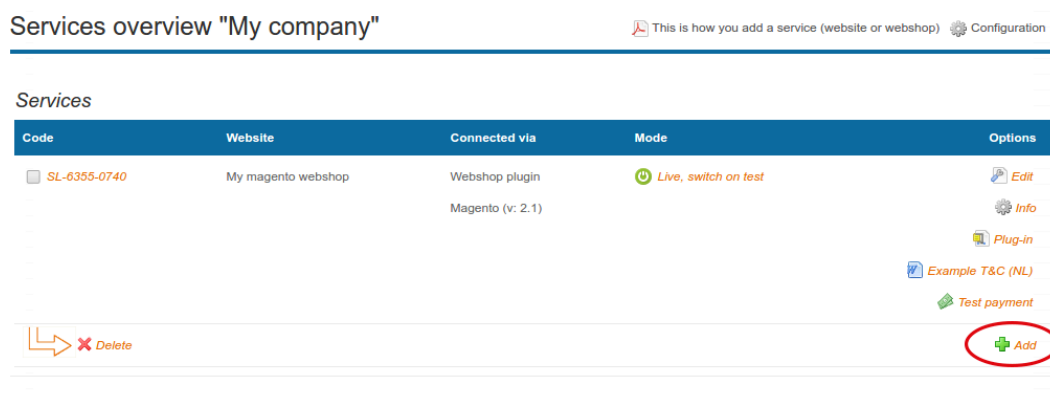 Services overview "My company"
This is how you add a service (website or webshop) Configuration
Services
Code Website Connected via Mode Options
SL-6355-0740 My magento webshop Webshop plugin Live, switch on test Edit
Magento (v: 2.1) Info
Plug-in
Example T&C (NL)
Test payment
Delete Add